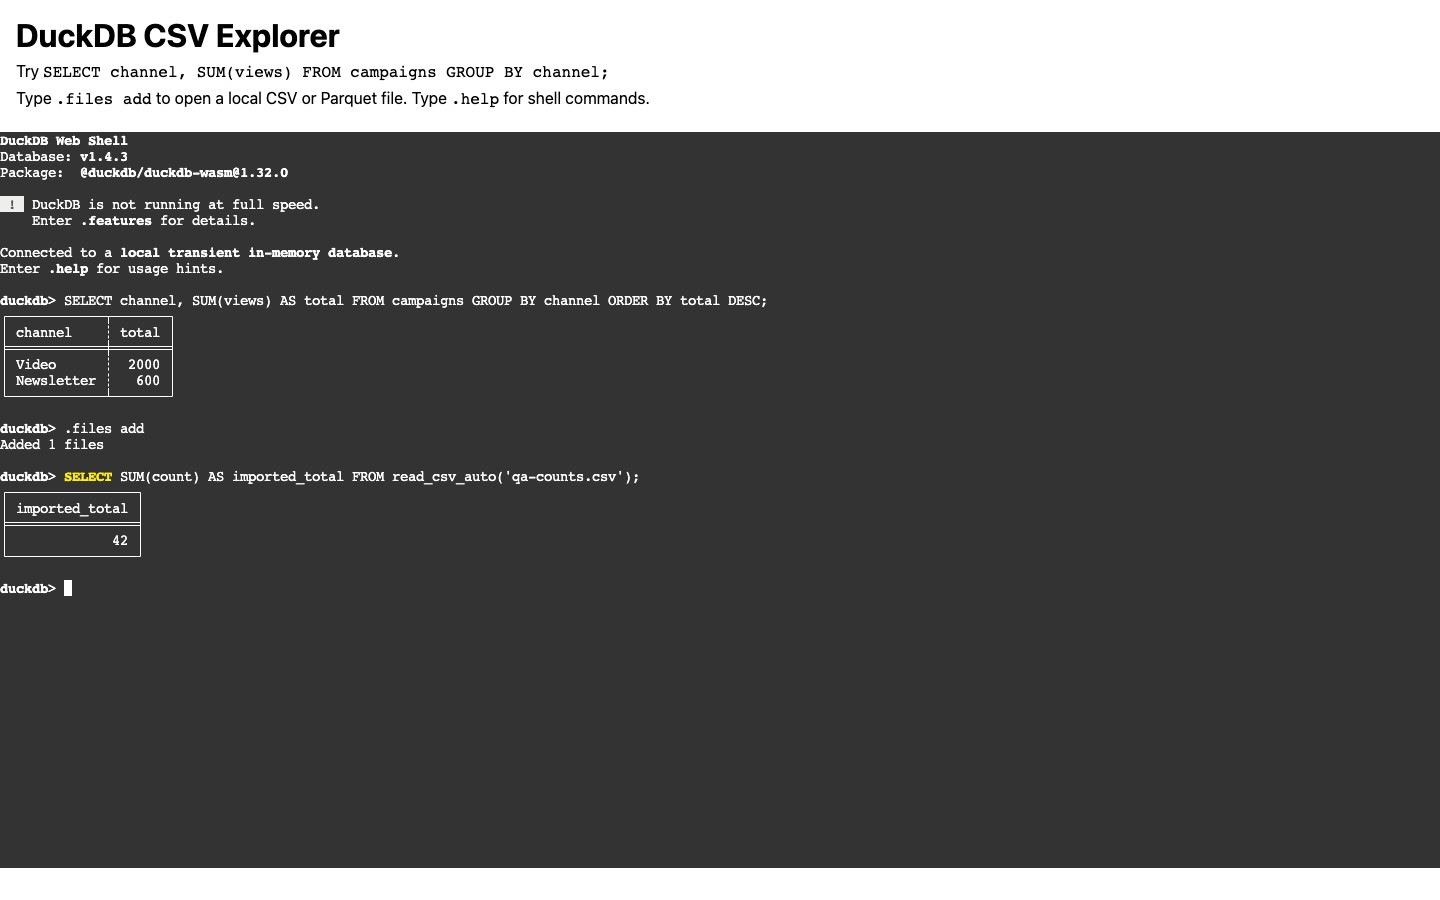 DuckDB CSV Explorer
Try SELECT channel, SUM(views) FROM campaigns GROUP BY channel;
Type .files add to open a local CSV or Parquet file. Type .help for shell commands.
DuckDB Web Shell
Database: v1.4.3
Package:  @duckdb/duckdb-wasm@1.32.0
! DuckDB is not running at full speed.
Enter .features for details.
Connected to a local transient in-memory database.
Enter .help for usage hints.
duckdb> SELECT channel, SUM(views) AS total FROM campaigns GROUP BY channel ORDER BY total DESC;
channel total
Video 2000
Newsletter 600
duckdb> .files add
Added 1 files
duckdb> SELECT SUM(count) AS imported_total FROM read_csv_auto('qa-counts.csv');
imported_total
42
duckdb>